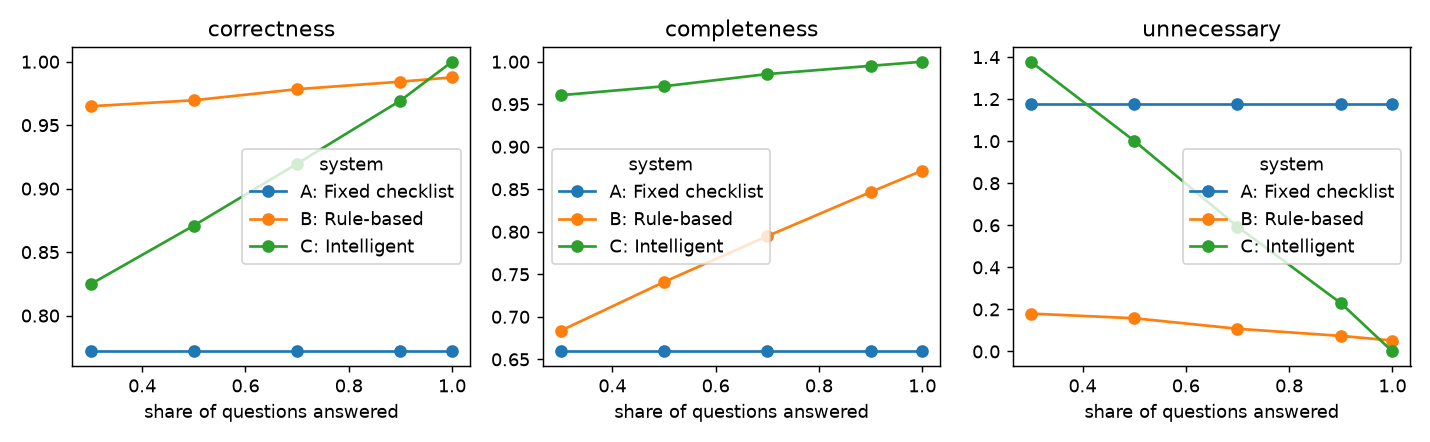 correctness
1.00
0.95
0.90
0.85
0.80
0.4
0.6
0.8
1.0
share of questions answered
system
A: Fixed checklist
B: Rule-based
C: Intelligent
completeness
1.00
0.95
0.90
0.85
0.80
0.75
0.70
0.65
0.4
0.6
0.8
1.0
share of questions answered
system
A: Fixed checklist
B: Rule-based
C: Intelligent
unnecessary
1.4
1.2
1.0
0.8
0.6
0.4
0.2
0.0
0.4
0.6
0.8
1.0
share of questions answered
system
A: Fixed checklist
B: Rule-based
C: Intelligent